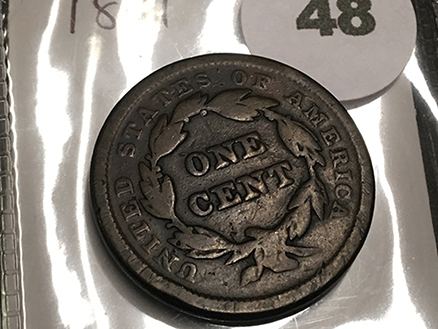 48
UNITED STATES OF AMERICA
ONE
CENT